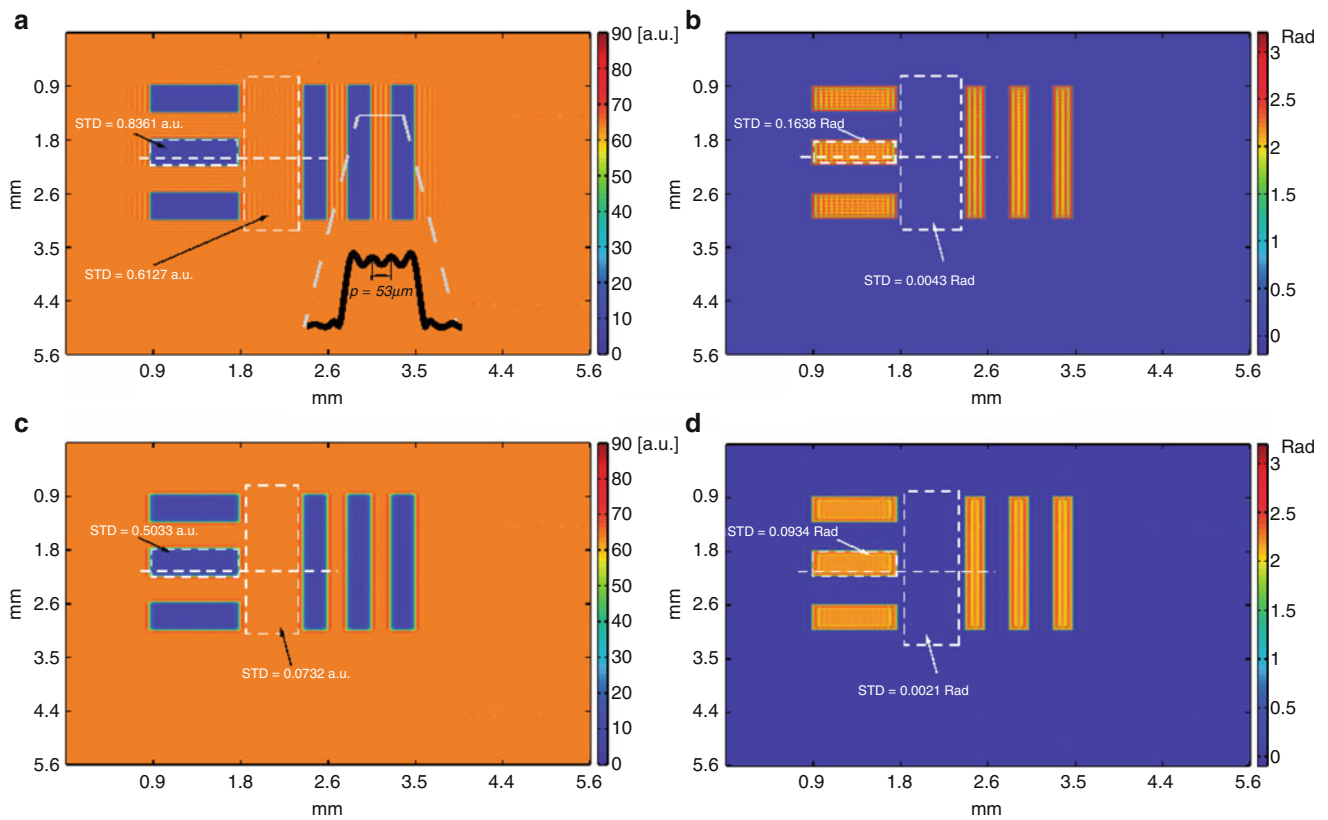 a
90 [a.u.]
80
70
60
50
40
30
20
10
0
mm
0.9
1.8
2.6
3.5
4.4
5.6
STD = 0.8361 a.u.
STD = 0.6127 a.u.
p = 53μm
0.9 1.8 2.6 3.5 4.4 5.6
mm
b
Rad
3
2.5
2
1.5
1
0.5
0
mm
0.9
1.8
2.6
3.5
4.4
5.6
STD = 0.1638 Rad
STD = 0.0043 Rad
0.9 1.8 2.6 3.5 4.4 5.6
mm
c
90 [a.u.]
80
70
60
50
40
30
20
10
0
mm
0.9
1.8
2.6
3.5
4.4
5.6
STD = 0.5033 a.u.
STD = 0.0732 a.u.
0.9 1.8 2.6 3.5 4.4 5.6
mm
d
Rad
3
2.5
2
1.5
1
0.5
0
mm
0.9
1.8
2.6
3.5
4.4
5.6
STD = 0.0934 Rad
STD = 0.0021 Rad
0.9 1.8 2.6 3.5 4.4 5.6
mm